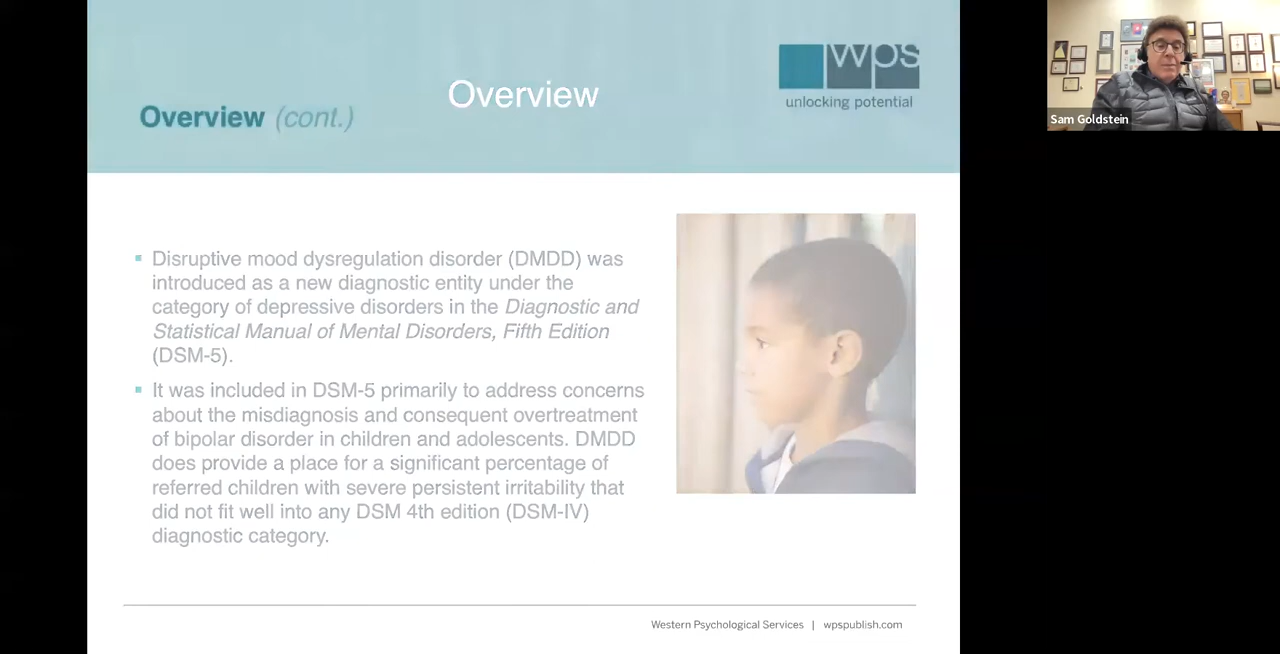 Overview
Overview (cont.)
wps
unlocking potential
Sam Goldstein
▪ Disruptive mood dysregulation disorder (DMDD) was
introduced as a new diagnostic entity under the
category of depressive disorders in the Diagnostic and
Statistical Manual of Mental Disorders, Fifth Edition
(DSM-5).
▪ It was included in DSM-5 primarily to address concerns
about the misdiagnosis and consequent overtreatment
of bipolar disorder in children and adolescents. DMDD
does provide a place for a significant percentage of
referred children with severe persistent irritability that
did not fit well into any DSM 4th edition (DSM-IV)
diagnostic category.
Western Psychological Services | wpspublish.com